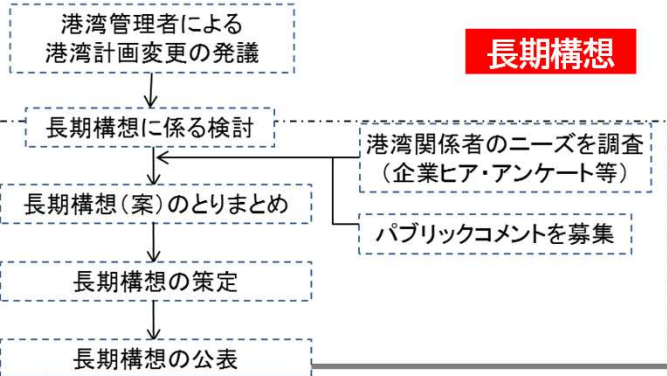 港湾管理者による
港湾計画変更の発議
長期構想
長期構想に係る検討
港湾関係者のニーズを調査
（企業ヒア・アンケート等）
長期構想（案）のとりまとめ
パブリックコメントを募集
長期構想の策定
長期構想の公表